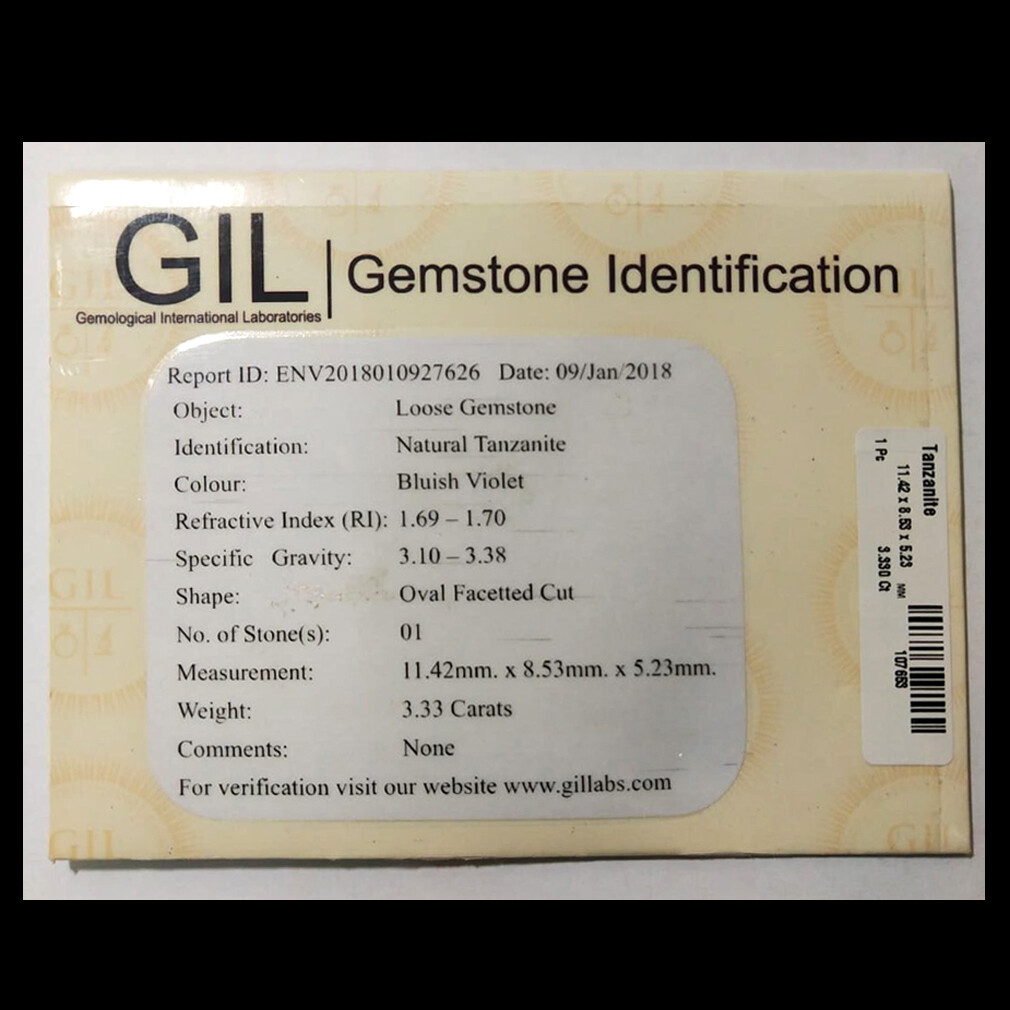 GIL
Gemological International Laboratories
Gemstone Identification
Report ID: ENV2018010927626 Date: 09/Jan/2018
Object: Loose Gemstone
Identification: Natural Tanzanite
Colour: Bluish Violet
Refractive Index (RI): 1.69 – 1.70
Specific Gravity: 3.10 – 3.38
Shape: Oval Facetted Cut
No. of Stone(s): 01
Measurement: 11.42mm. x 8.53mm. x 5.23mm.
Weight: 3.33 Carats
Comments: None
For verification visit our website www.gillabs.com
Tanzanite
11.42 x 8.53 x 5.23 MM
1 Pc 3.330 Ct